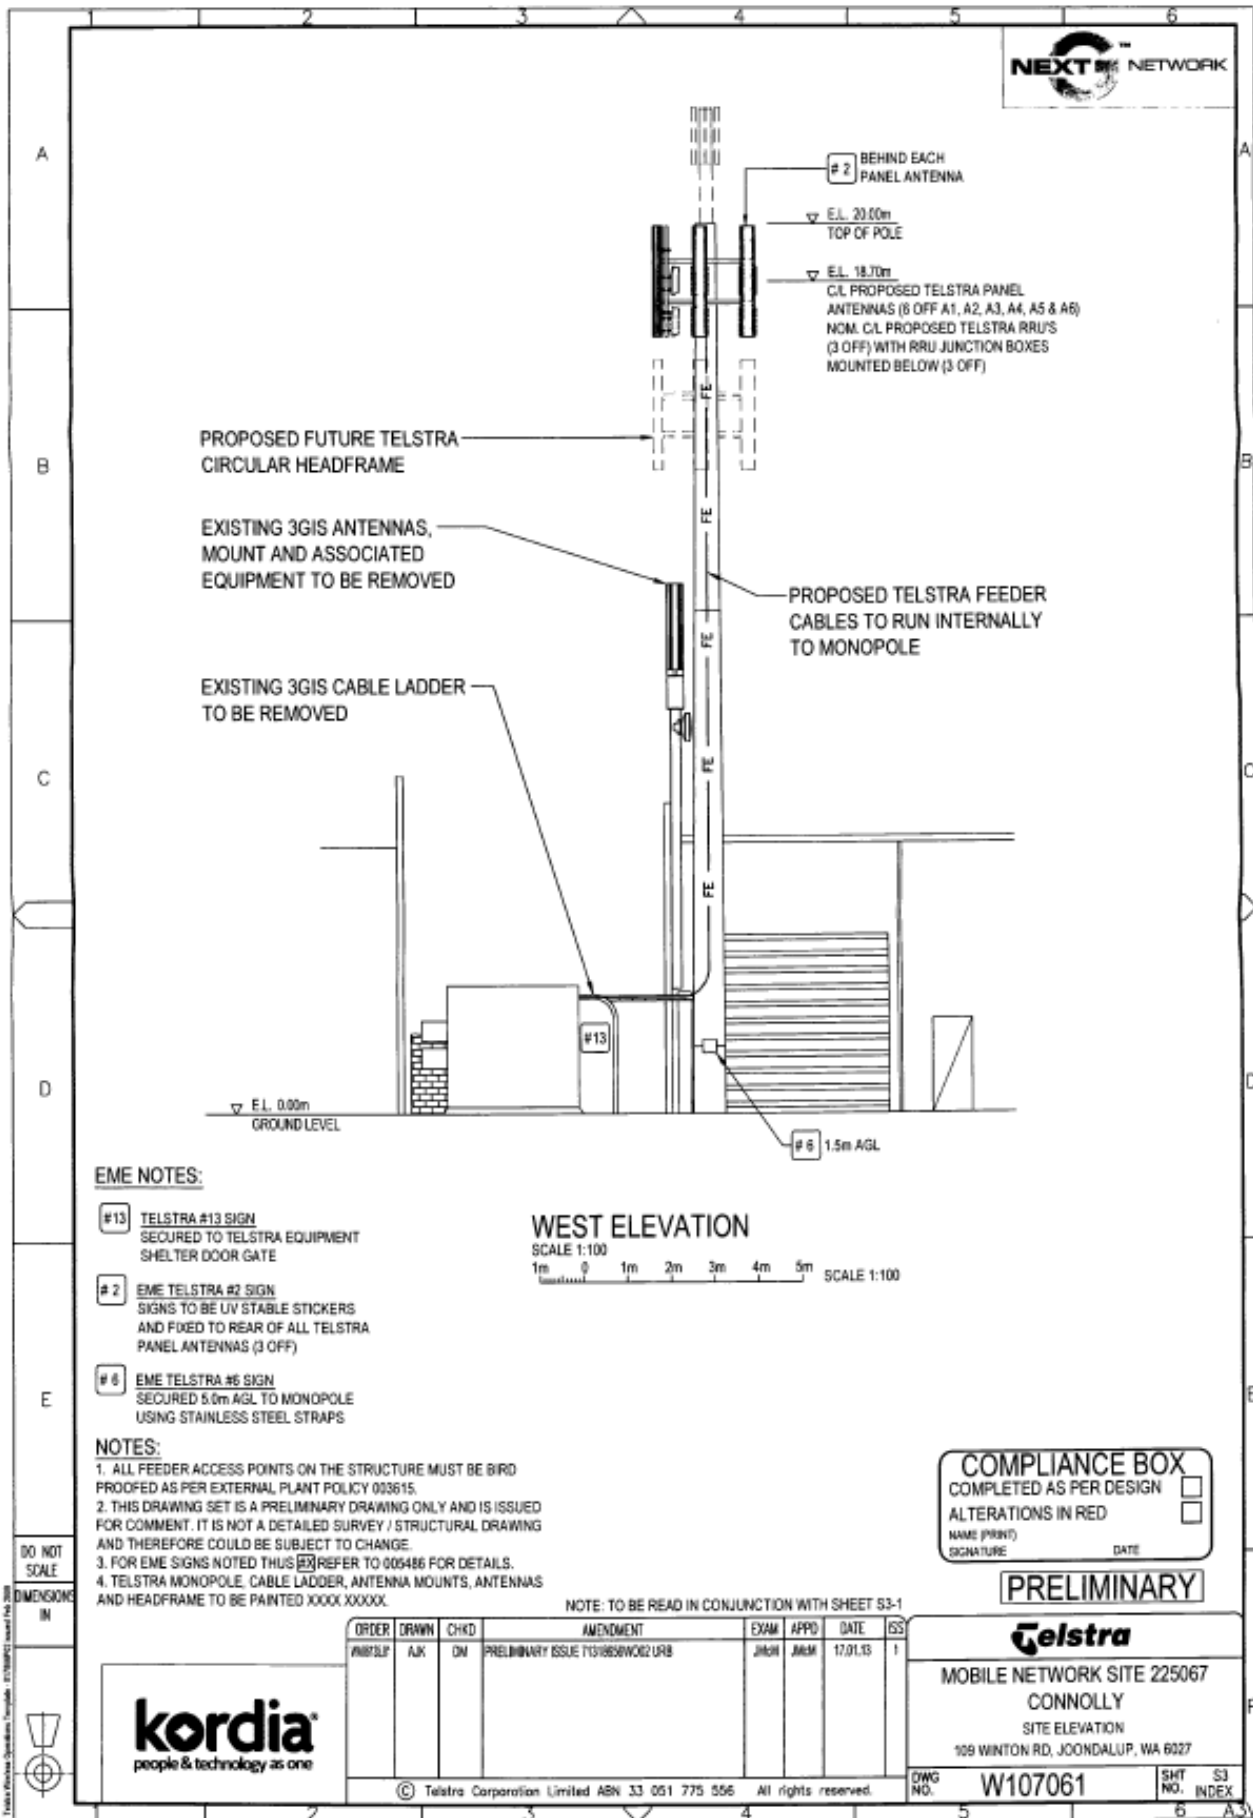 2 3 4 5 6
NEXT G™ NETWORK
A
A
# 2 BEHIND EACH
PANEL ANTENNA
E.L. 20.00m
TOP OF POLE
E.L. 18.70m
C/L PROPOSED TELSTRA PANEL
ANTENNAS (6 OFF A1, A2, A3, A4, A5 & A6)
NOM. C/L PROPOSED TELSTRA RRU'S
(3 OFF) WITH RRU JUNCTION BOXES
MOUNTED BELOW (3 OFF)
FE
PROPOSED FUTURE TELSTRA
CIRCULAR HEADFRAME
B
B
EXISTING 3GIS ANTENNAS,
MOUNT AND ASSOCIATED
EQUIPMENT TO BE REMOVED
FE
PROPOSED TELSTRA FEEDER
CABLES TO RUN INTERNALLY
TO MONOPOLE
FE
EXISTING 3GIS CABLE LADDER
TO BE REMOVED
C
C
FE
FE
#13
D
D
E.L. 0.00m
GROUND LEVEL
# 6 1.5m AGL
EME NOTES:
#13 TELSTRA #13 SIGN
SECURED TO TELSTRA EQUIPMENT
SHELTER DOOR GATE
# 2 EME TELSTRA #2 SIGN
SIGNS TO BE UV STABLE STICKERS
AND FIXED TO REAR OF ALL TELSTRA
PANEL ANTENNAS (3 OFF)
# 6 EME TELSTRA #6 SIGN
SECURED 5.0m AGL TO MONOPOLE
USING STAINLESS STEEL STRAPS
WEST ELEVATION
SCALE 1:100
1m 0 1m 2m 3m 4m 5m SCALE 1:100
E
E
NOTES:
1. ALL FEEDER ACCESS POINTS ON THE STRUCTURE MUST BE BIRD
PROOFED AS PER EXTERNAL PLANT POLICY 003615.
2. THIS DRAWING SET IS A PRELIMINARY DRAWING ONLY AND IS ISSUED
FOR COMMENT. IT IS NOT A DETAILED SURVEY / STRUCTURAL DRAWING
AND THEREFORE COULD BE SUBJECT TO CHANGE.
3. FOR EME SIGNS NOTED THUS #X REFER TO 005486 FOR DETAILS.
4. TELSTRA MONOPOLE, CABLE LADDER, ANTENNA MOUNTS, ANTENNAS
AND HEADFRAME TO BE PAINTED XXXX XXXXX.
COMPLIANCE BOX
COMPLETED AS PER DESIGN
ALTERATIONS IN RED
NAME (PRINT)
SIGNATURE DATE
PRELIMINARY
DO NOT
SCALE
DIMENSIONS
IN
NOTE: TO BE READ IN CONJUNCTION WITH SHEET S3-1
ORDER DRAWN CHKD AMENDMENT EXAM APPD DATE ISS
AJK DM PRELIMINARY ISSUE JMcM JMcM 17.01.13 1
Telstra
MOBILE NETWORK SITE 225067
CONNOLLY
SITE ELEVATION
109 WINTON RD, JOONDALUP, WA 6027
kordia
people & technology as one
F
© Telstra Corporation Limited ABN 33 051 775 556 All rights reserved.
DWG
NO. W107061
SHT
NO. S3
INDEX
2 3 4 5 6 A3